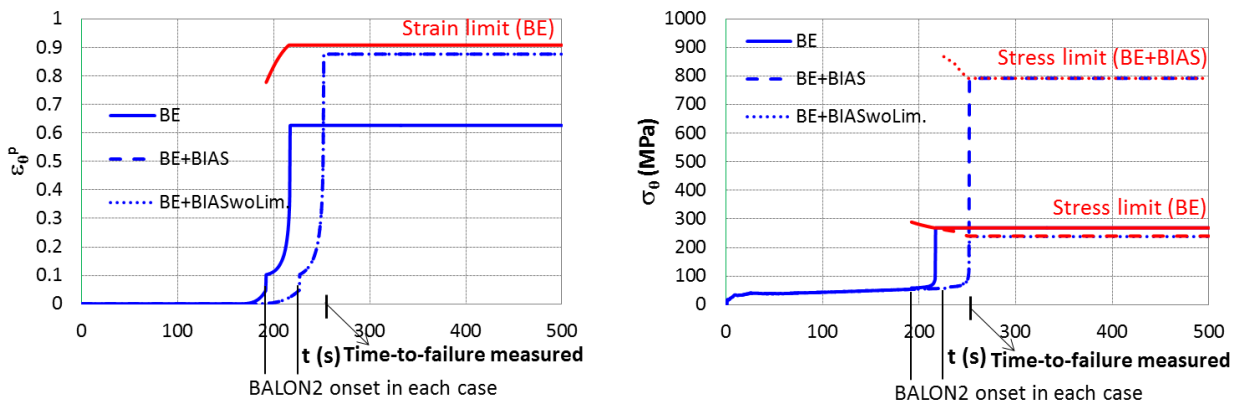 1
0.9
0.8
0.7
0.6
0.5
0.4
0.3
0.2
0.1
0
εθᵖ
Strain limit (BE)
BE
BE+BIAS
BE+BIASwoLim.
0 100 200 300 400 500
t (s) Time-to-failure measured
BALON2 onset in each case
1000
900
800
700
600
500
400
300
200
100
0
σθ (MPa)
BE
BE+BIAS
BE+BIASwoLim.
Stress limit (BE+BIAS)
Stress limit (BE)
0 100 200 300 400 500
t (s) Time-to-failure measured
BALON2 onset in each case